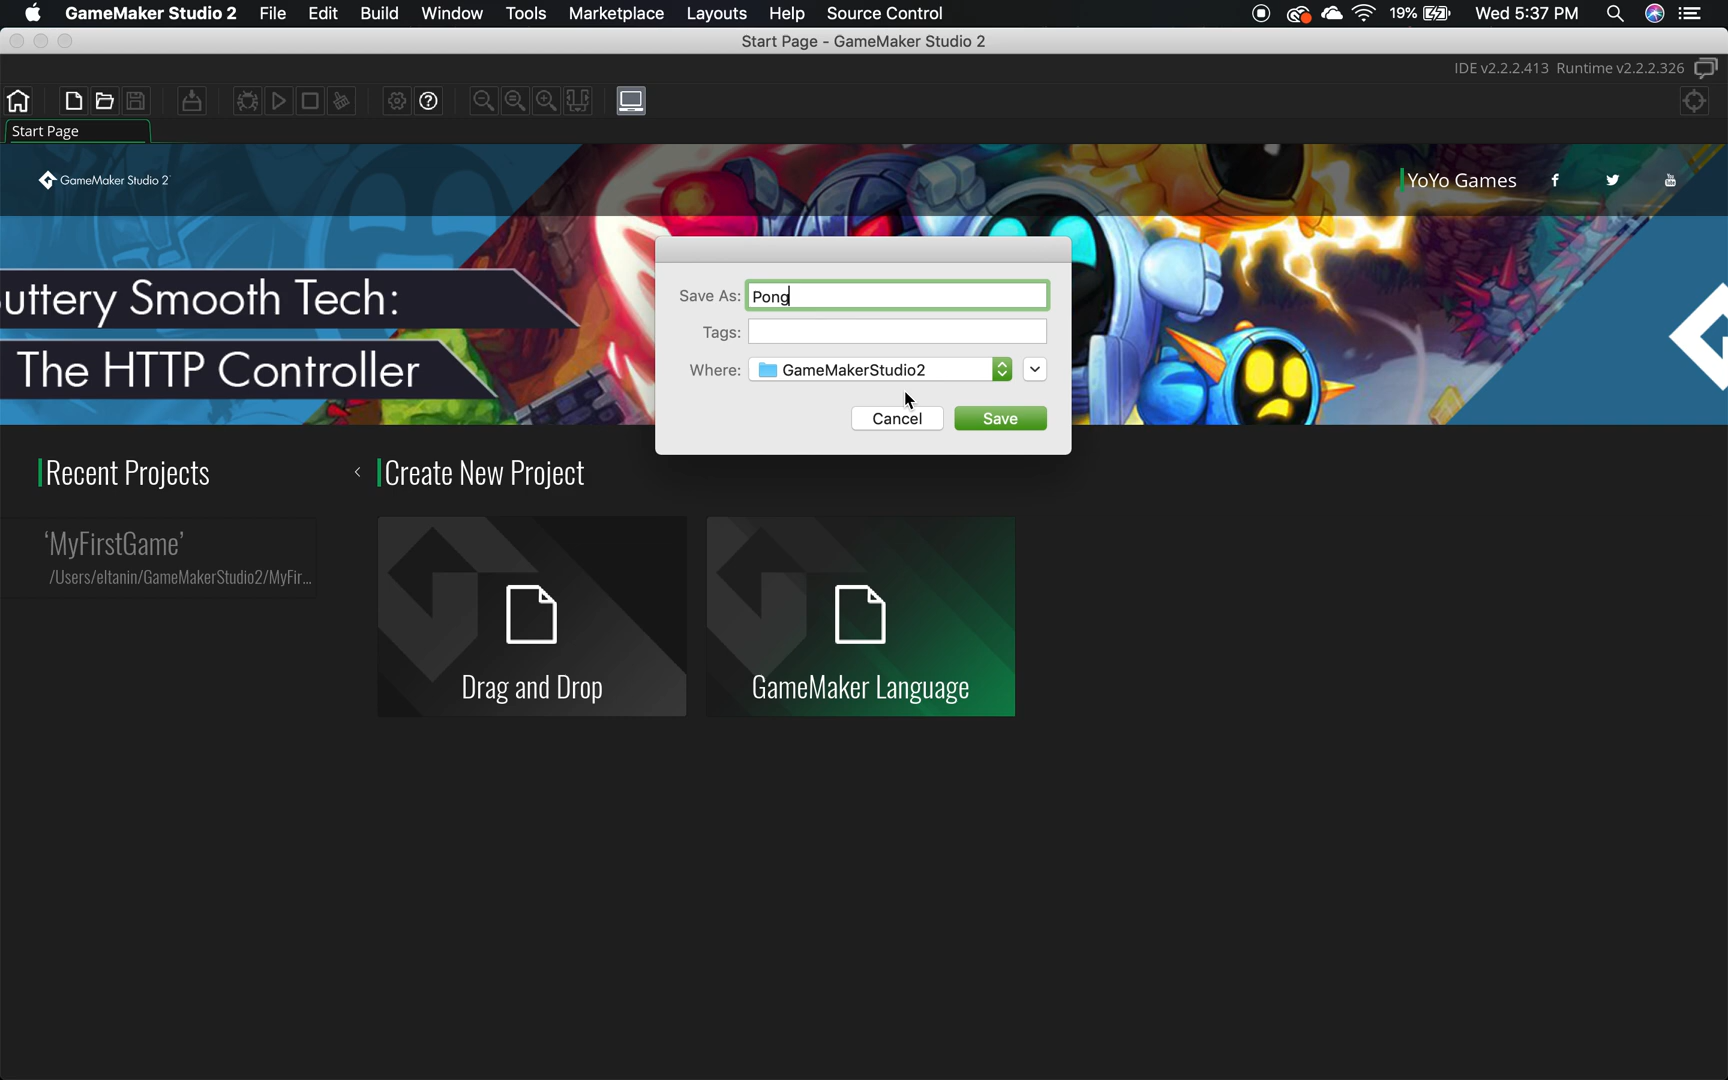 GameMaker Studio 2 File Edit Build Window Tools Marketplace Layouts Help Source Control 19% Wed 5:37 PM
Start Page - GameMaker Studio 2
IDE v2.2.2.413 Runtime v2.2.2.326
Start Page
GameMaker Studio 2
YoYo Games
uttery Smooth Tech:
The HTTP Controller
Save As: Pong
Tags:
Where: GameMakerStudio2
Cancel Save
Recent Projects
< Create New Project
‘MyFirstGame’
/Users/eltanin/GameMakerStudio2/MyFir...
Drag and Drop
GameMaker Language